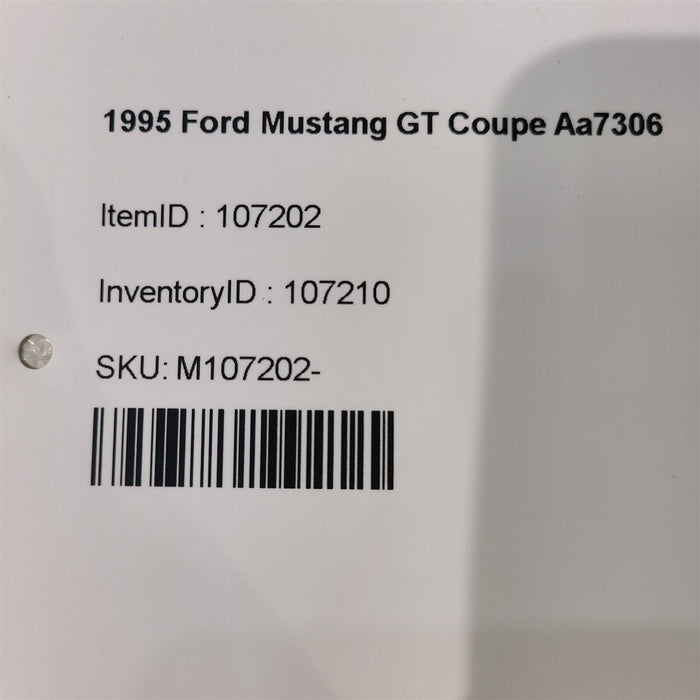 1995 Ford Mustang GT Coupe Aa7306
ItemID : 107202
InventoryID : 107210
SKU: M107202-